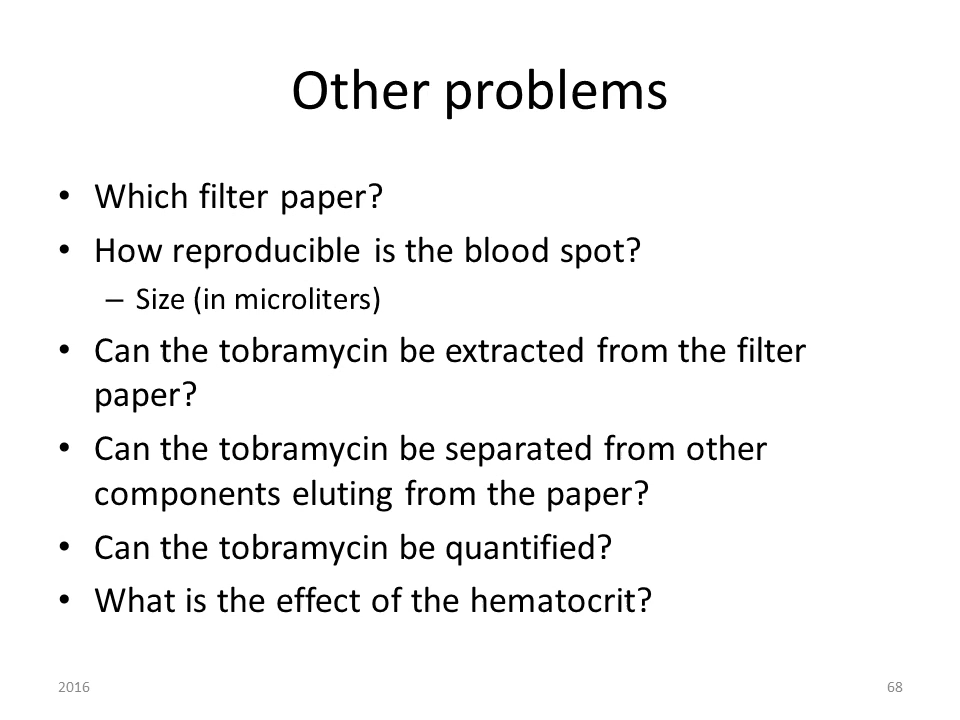 Other problems
• Which filter paper?
• How reproducible is the blood spot?
– Size (in microliters)
• Can the tobramycin be extracted from the filter
paper?
• Can the tobramycin be separated from other
components eluting from the paper?
• Can the tobramycin be quantified?
• What is the effect of the hematocrit?
2016
68